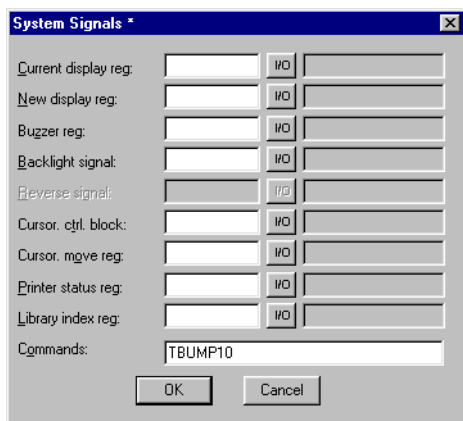 System Signals *
Current display reg: I/O
New display reg: I/O
Buzzer reg: I/O
Backlight signal: I/O
Reverse signal: I/O
Cursor. ctrl. block: I/O
Cursor. move reg: I/O
Printer status reg: I/O
Library index reg: I/O
Commands: TBUMP10
OK Cancel